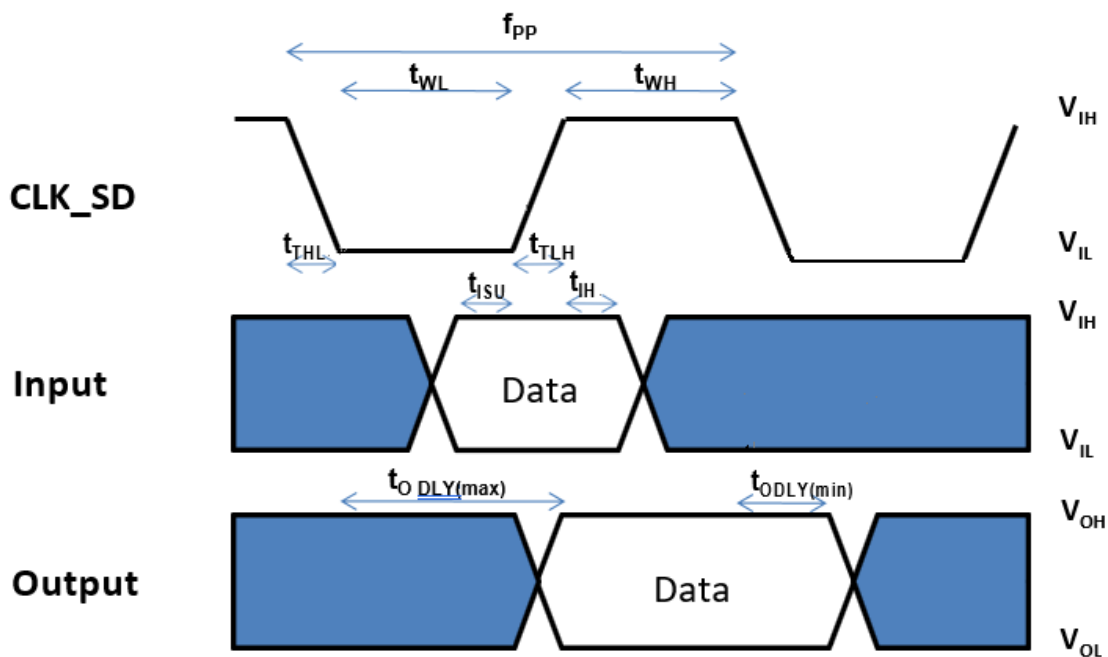 fPP
tWL
tWH
VIH
CLK_SD
tTHL
tTLH
VIL
tISU
tIH
VIH
Input
Data
VIL
tO DLY(max)
tODLY(min)
VOH
Output
Data
VOL